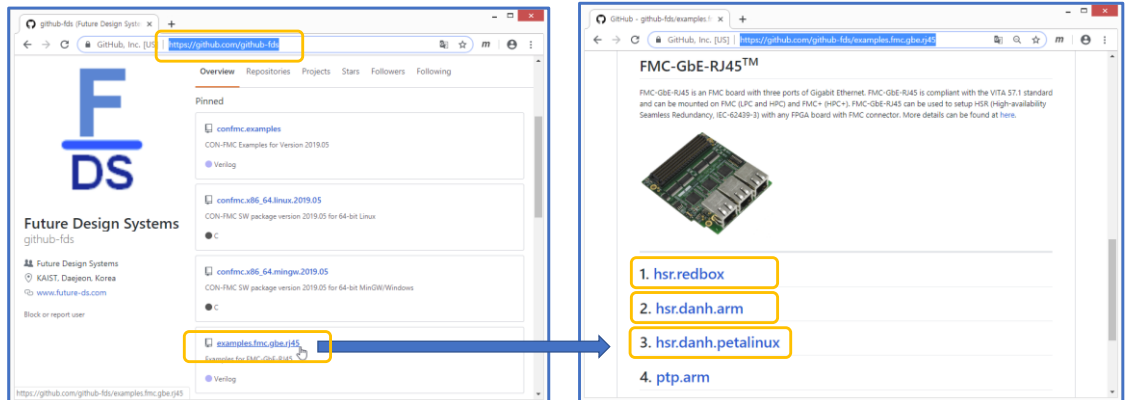 github-fds (Future Design Syste
https://github.com/github-fds
GitHub, Inc. [US]
m
Overview Repositories Projects Stars Followers Following
Pinned
confmc.examples
CON-FMC Examples for Version 2019.05
Verilog
confmc.x86_64.linux.2019.05
CON-FMC SW package version 2019.05 for 64-bit Linux
C
confmc.x86_64.mingw.2019.05
CON-FMC SW package version 2019.05 for 64-bit MinGW/Windows
C
examples.fmc.gbe.rj45
Examples for FMC-GbE-RJ45
Verilog
F
DS
Future Design Systems
github-fds
Future Design Systems
KAIST, Daejeon, Korea
www.future-ds.com
Block or report user
https://github.com/github-fds/examples.fmc.gbe.rj45
GitHub - github-fds/examples.f
GitHub, Inc. [US] https://github.com/github-fds/examples.fmc.gbe.rj45
m
FMC-GbE-RJ45TM
FMC-GbE-RJ45 is an FMC board with three ports of Gigabit Ethernet. FMC-GbE-RJ45 is compliant with the VITA 57.1 standard
and can be mounted on FMC (LPC and HPC) and FMC+ (HPC+). FMC-GbE-RJ45 can be used to setup HSR (High-availability
Seamless Redundancy, IEC-62439-3) with any FPGA board with FMC connector. More details can be found at here.
1. hsr.redbox
2. hsr.danh.arm
3. hsr.danh.petalinux
4. ptp.arm